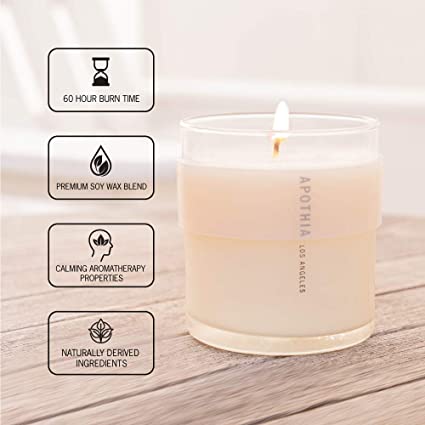 60 HOUR BURN TIME
PREMIUM SOY WAX BLEND
CALMING AROMATHERAPY
PROPERTIES
NATURALLY DERIVED
INGREDIENTS
APOTHIA
LOS ANGELES